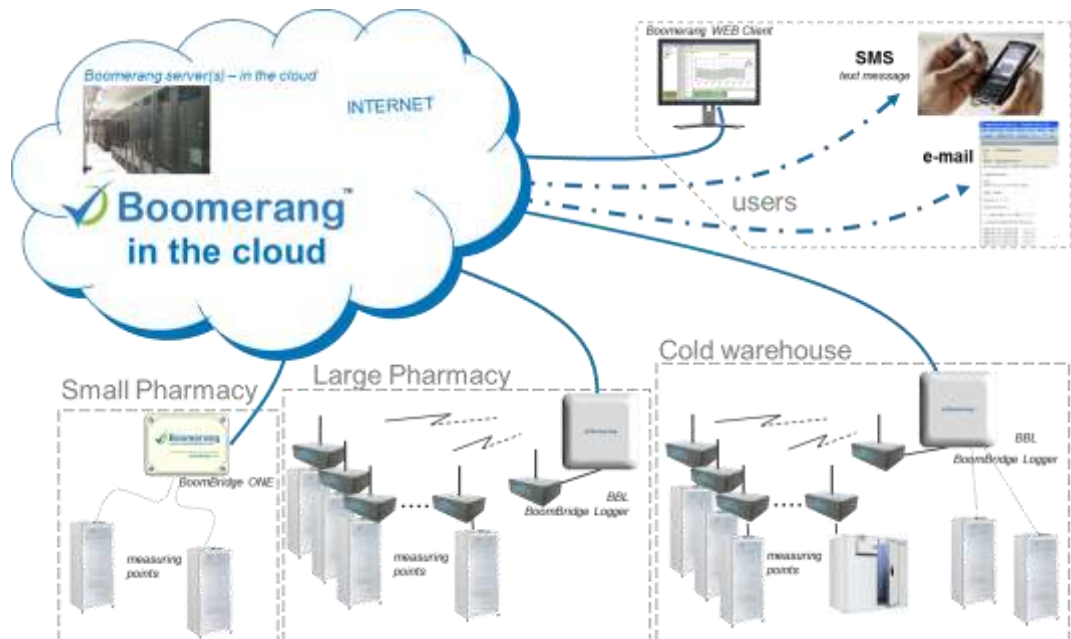 Boomerang server(s) – in the cloud
INTERNET
Boomerang™
in the cloud
Boomerang WEB Client
SMS
text message
e-mail
users
Small Pharmacy
Boomerang
BoomBridge ONE
measuring
points
Large Pharmacy
BBL
BoomBridge Logger
measuring
points
Cold warehouse
BBL
BoomBridge Logger
measuring
points